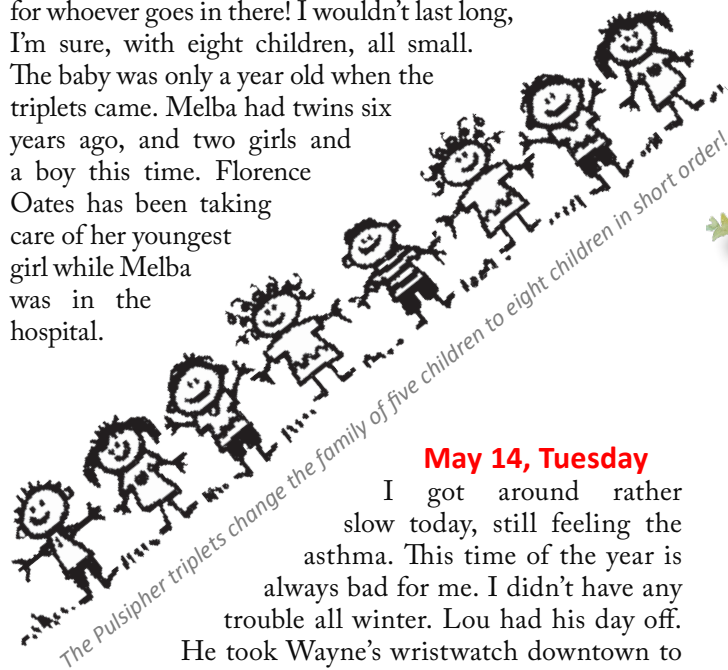 for whoever goes in there! I wouldn’t last long,
I’m sure, with eight children, all small.
The baby was only a year old when the
triplets came. Melba had twins six
years ago, and two girls and
a boy this time. Florence
Oates has been taking
care of her youngest
girl while Melba
was in the
hospital.
The Pulsipher triplets change the family of five children to eight children in short order!
May 14, Tuesday
I got around rather
slow today, still feeling the
asthma. This time of the year is
always bad for me. I didn’t have any
trouble all winter. Lou had his day off.
He took Wayne’s wristwatch downtown to